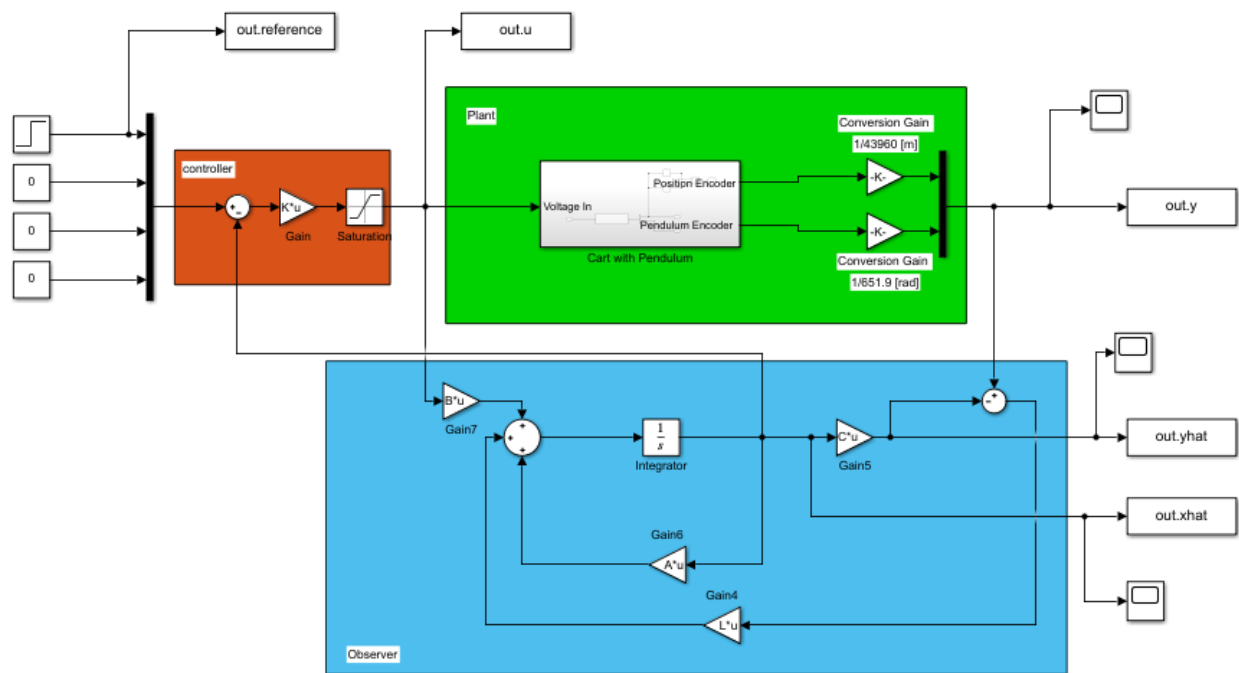 out.reference
out.u
Plant
Conversion Gain
1/43960 [m]
0
controller
-K-
Position Encoder
0
+
-
K*u
Voltage In
Pendulum Encoder
-K-
out.y
0
Gain
Saturation
Cart with Pendulum
Conversion Gain
1/651.9 [rad]
0
B*u
+
-
Gain7
+
+
+
1
s
C*u
out.yhat
Integrator
Gain5
out.xhat
Gain6
A*u
Gain4
L*u
Observer